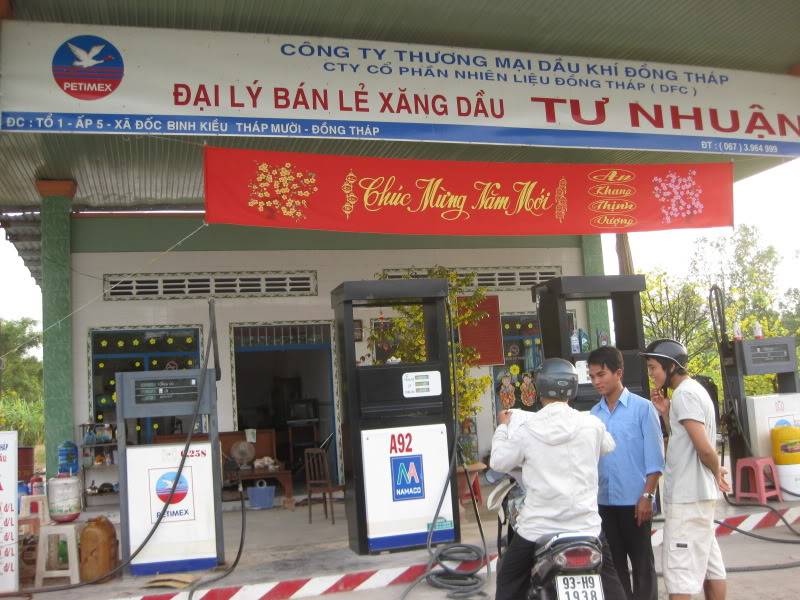 PETIMEX
CÔNG TY THƯƠNG MẠI DẦU KHÍ ĐỒNG THÁP
CTY CỔ PHẦN NHIÊN LIỆU ĐỒNG THÁP ( DFC )
ĐẠI LÝ BÁN LẺ XĂNG DẦU TƯ NHUẬN
ĐC : TỔ 1 - ẤP 5 - XÃ ĐỐC BINH KIỀU THÁP MƯỜI - ĐỒNG THÁP
ĐT : ( 067 ) 3.964 999
Chúc Mừng Năm Mới
An
Khang
Thịnh
Vượng
0.25S
PETIMEX
A92
NAMACO
93-H9
1938